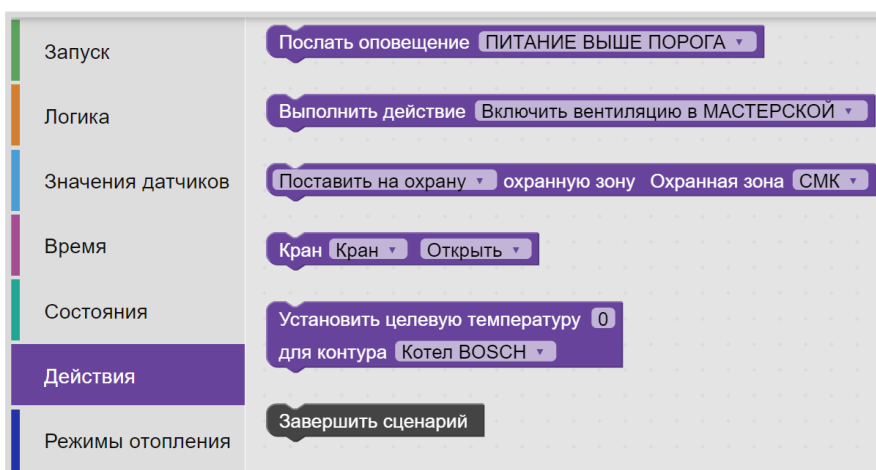 Запуск
Логика
Значения датчиков
Время
Состояния
Действия
Режимы отопления
Послать оповещение ПИТАНИЕ ВЫШЕ ПОРОГА
Выполнить действие Включить вентиляцию в МАСТЕРСКОЙ
Поставить на охрану охранную зону Охранная зона СМК
Кран Кран Открыть
Установить целевую температуру 0
для контура Котел BOSCH
Завершить сценарий